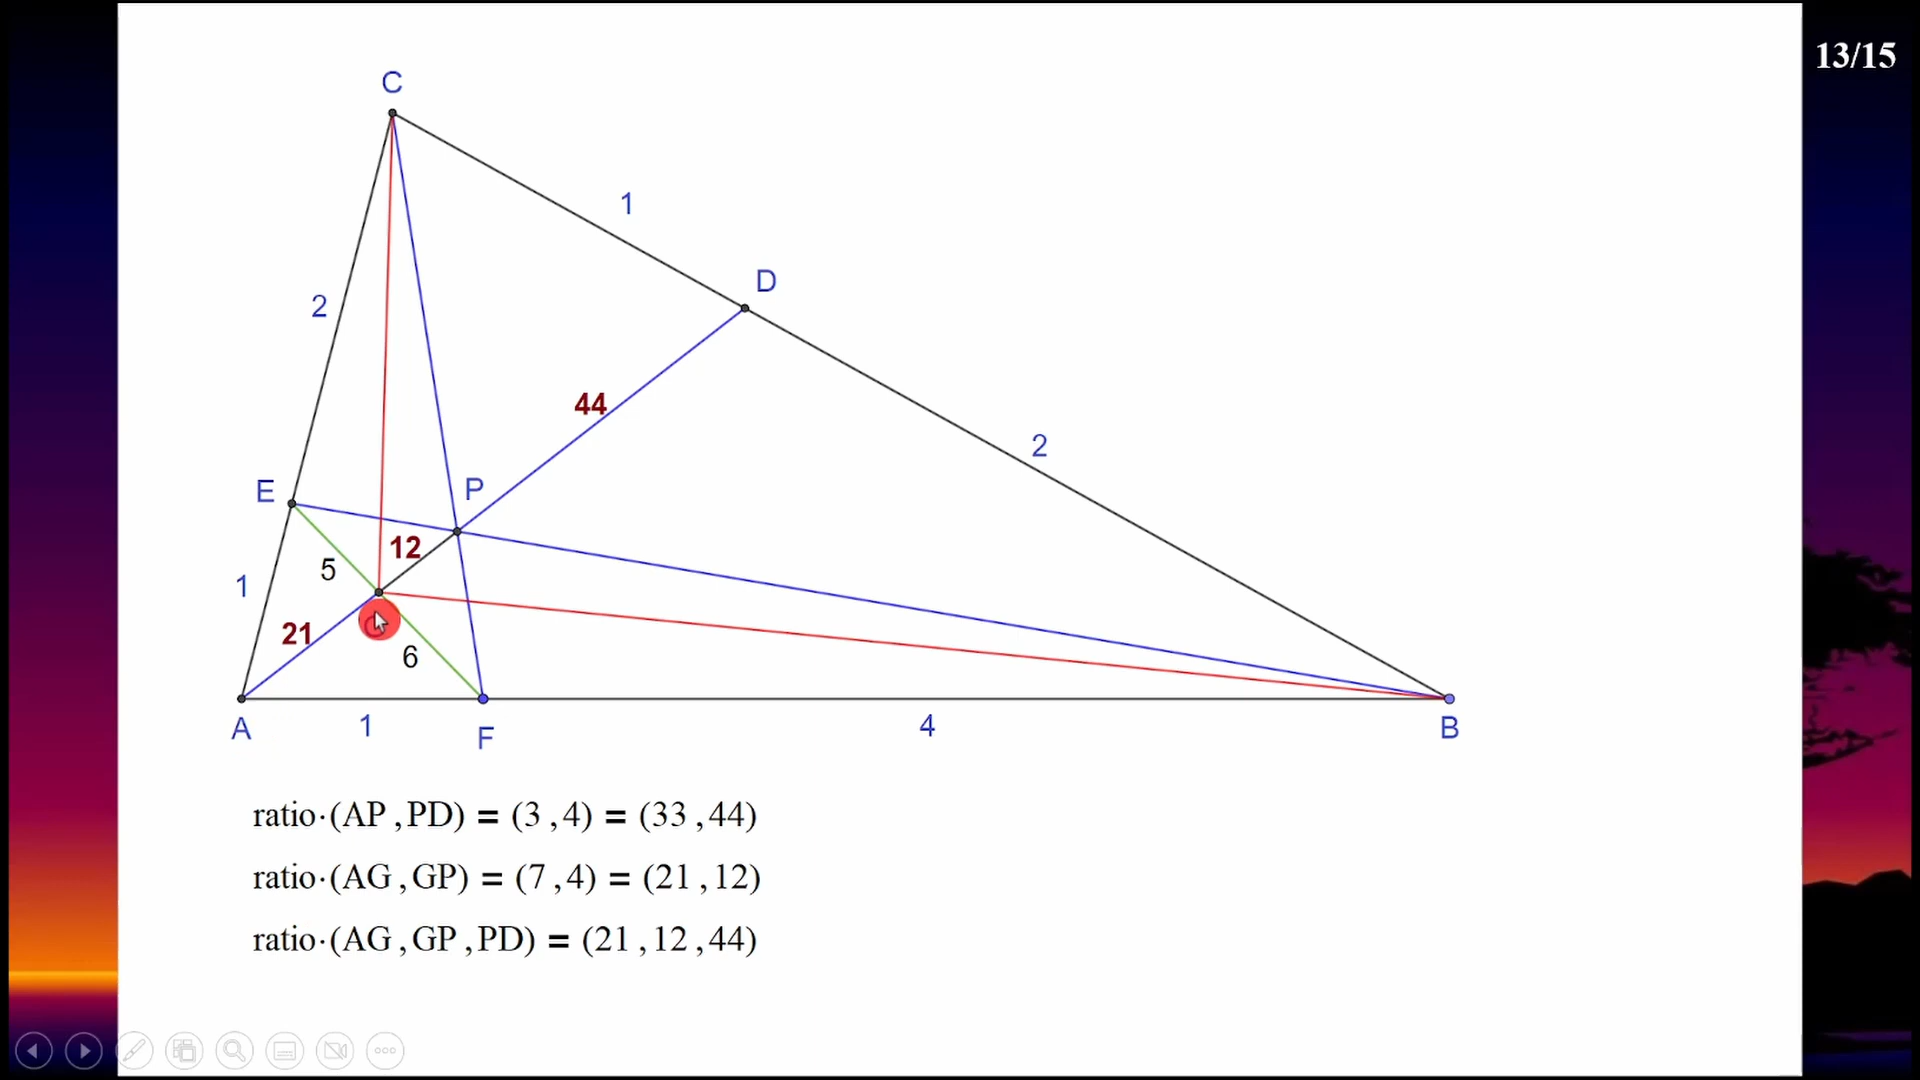 13/15
C
1
D
2
44
2
E
P
12
5
1
21
6
A
1
F
4
B
ratio·(AP,PD) = (3,4) = (33,44)
ratio·(AG,GP) = (7,4) = (21,12)
ratio·(AG,GP,PD) = (21,12,44)